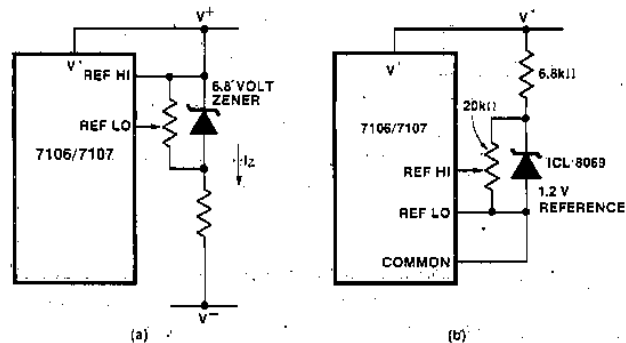 V+
V+
REF HI
6.8 VOLT
ZENER
REF LO
7106/7107
IZ
V−
(a)
V+
V+
6.8kΩ
20kΩ
7106/7107
ICL 8069
REF HI
1.2 V
REFERENCE
REF LO
COMMON
(b)